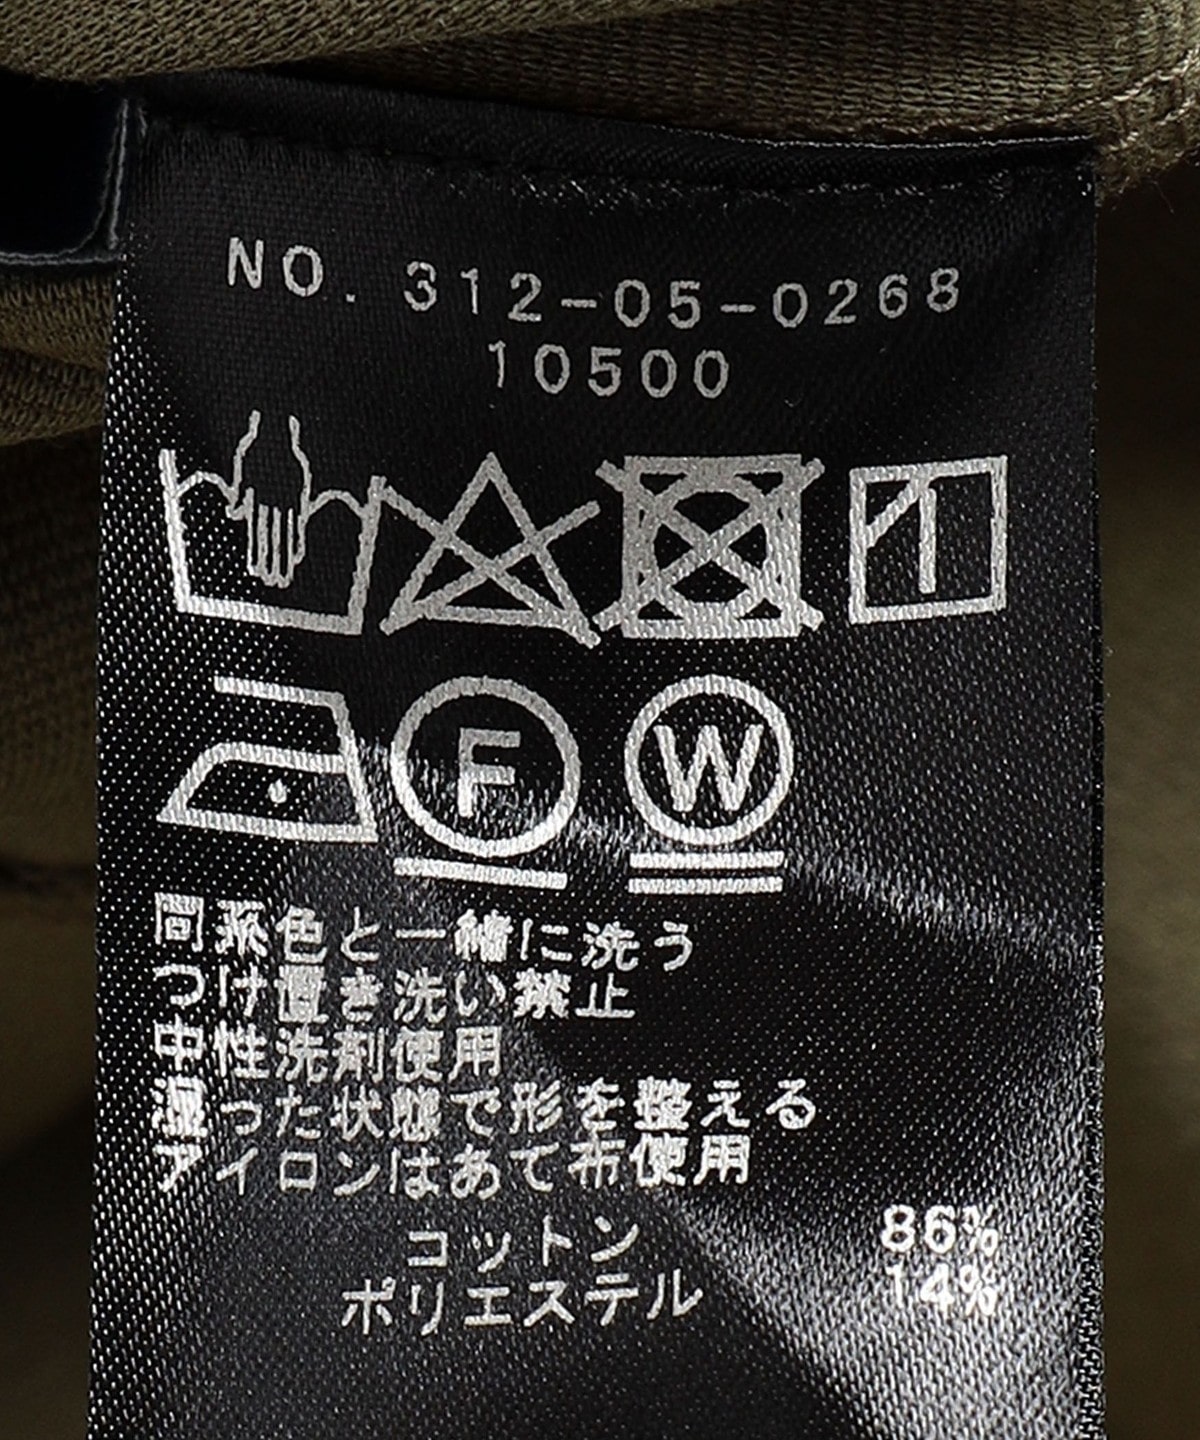 NO. 312-05-0268
10500
F W
同系色と一緒に洗う
つけ置き洗い禁止
中性洗剤使用
湿った状態で形を整える
アイロンはあて布使用
コットン 86%
ポリエステル 14%